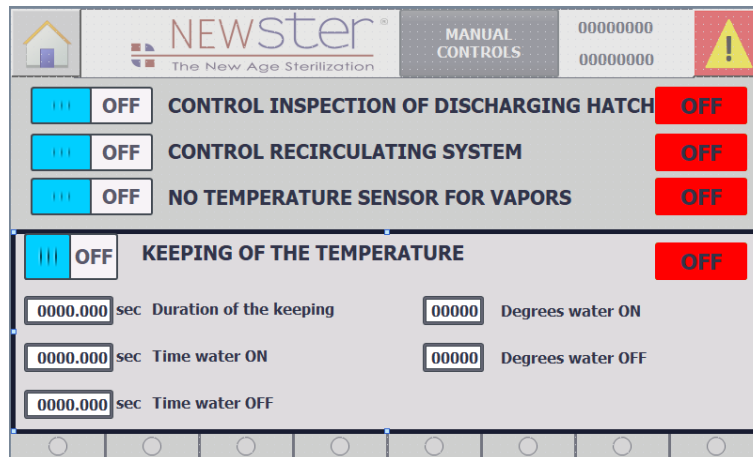 NEWSter®
The New Age Sterilization
MANUAL
CONTROLS
00000000
00000000
!
OFF CONTROL INSPECTION OF DISCHARGING HATCH OFF
OFF CONTROL RECIRCULATING SYSTEM OFF
OFF NO TEMPERATURE SENSOR FOR VAPORS OFF
OFF KEEPING OF THE TEMPERATURE OFF
0000.000 sec Duration of the keeping 00000 Degrees water ON
0000.000 sec Time water ON 00000 Degrees water OFF
0000.000 sec Time water OFF